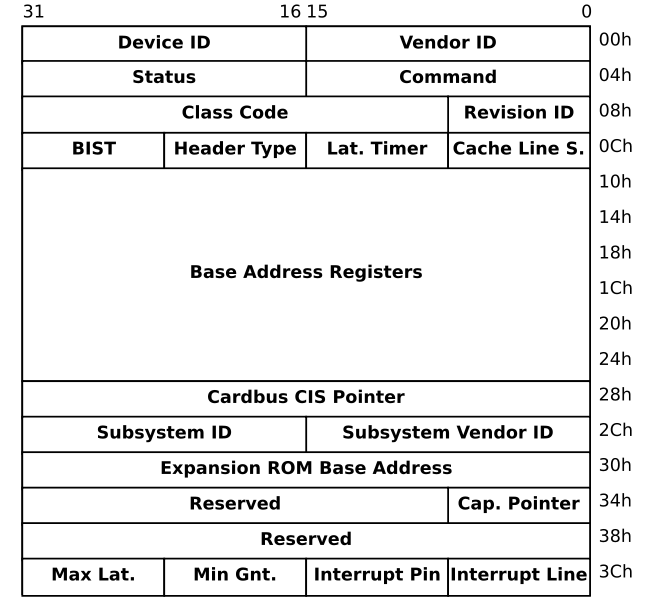 31 16 15 0
Device ID Vendor ID 00h
Status Command 04h
Class Code Revision ID 08h
BIST Header Type Lat. Timer Cache Line S. 0Ch
10h
14h
18h
Base Address Registers
1Ch
20h
24h
Cardbus CIS Pointer 28h
Subsystem ID Subsystem Vendor ID 2Ch
Expansion ROM Base Address 30h
Reserved Cap. Pointer 34h
Reserved 38h
Max Lat. Min Gnt. Interrupt Pin Interrupt Line 3Ch